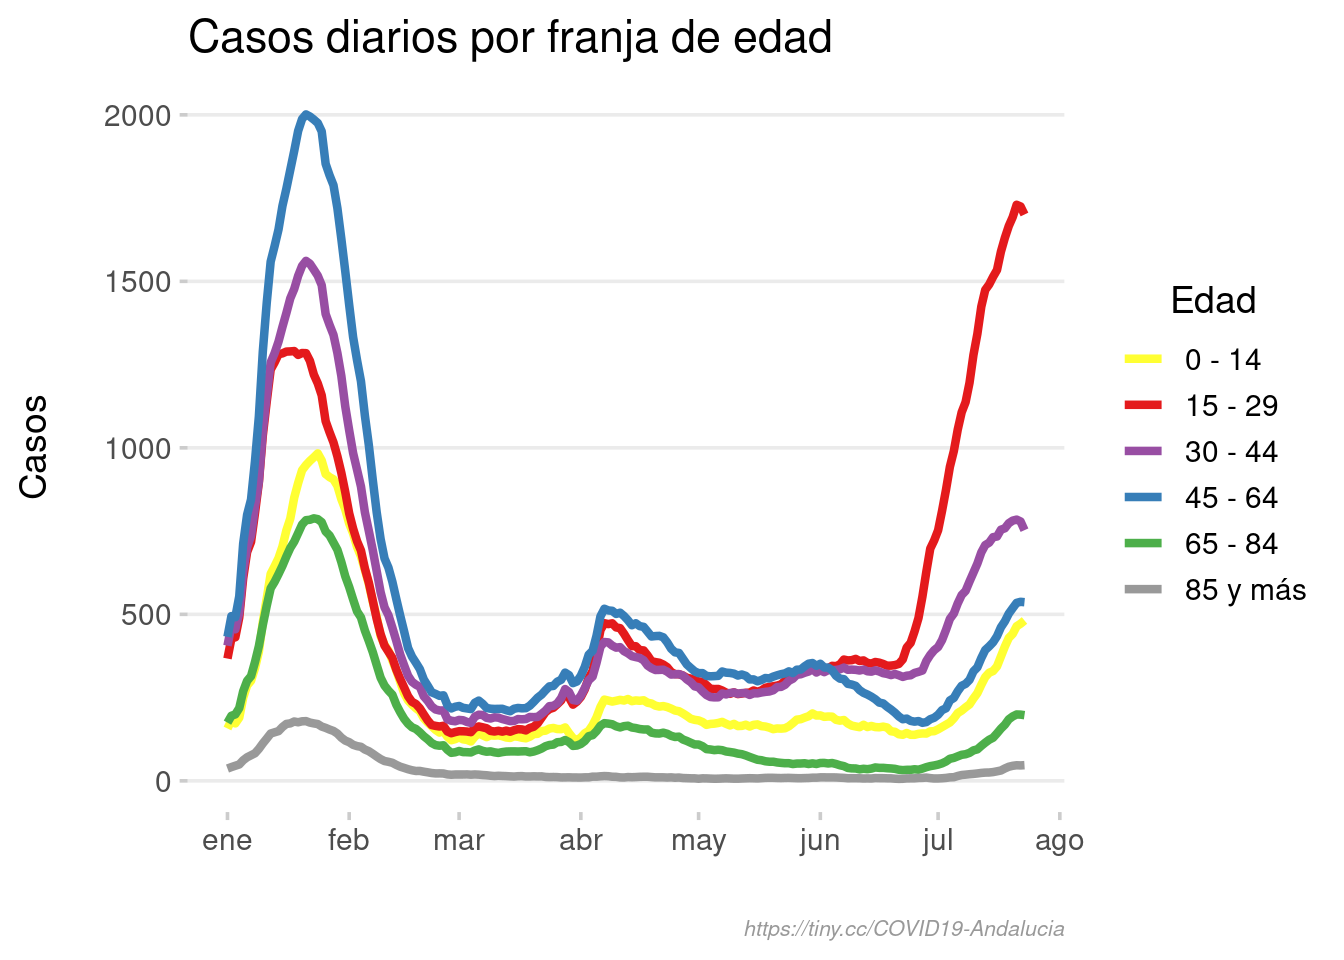 Casos diarios por franja de edad
Casos
2000
1500
1000
500
0
ene feb mar abr may jun jul ago
Edad
0 - 14
15 - 29
30 - 44
45 - 64
65 - 84
85 y más
https://tiny.cc/COVID19-Andalucia